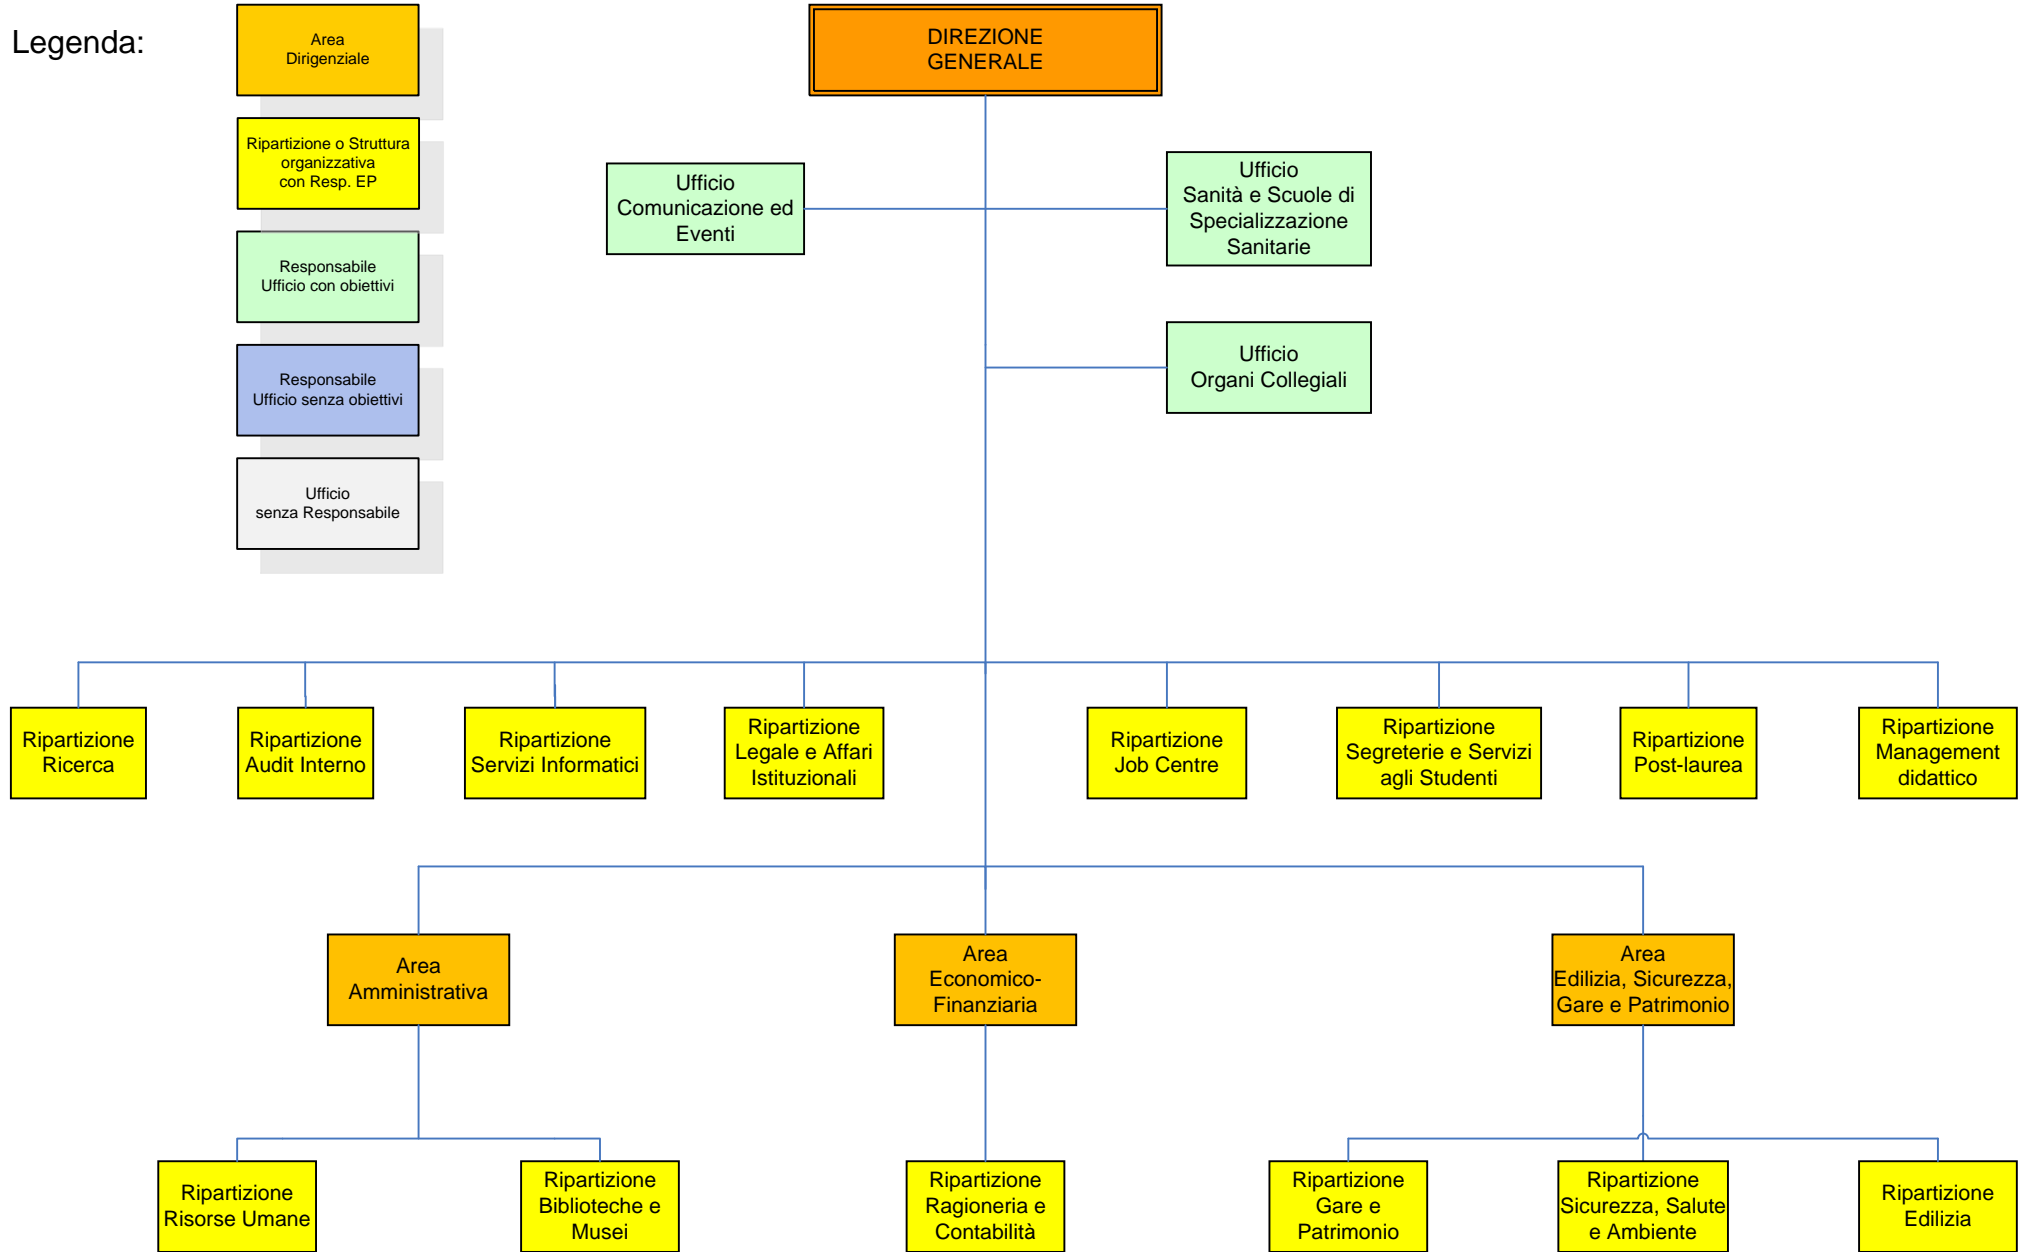 Legenda:
Area
Dirigenziale
Ripartizione o Struttura
organizzativa
con Resp. EP
Responsabile
Ufficio con obiettivi
Responsabile
Ufficio senza obiettivi
Ufficio
senza Responsabile
DIREZIONE
GENERALE
Ufficio
Comunicazione ed
Eventi
Ufficio
Sanità e Scuole di
Specializzazione
Sanitarie
Ufficio
Organi Collegiali
Ripartizione
Ricerca
Ripartizione
Audit Interno
Ripartizione
Servizi Informatici
Ripartizione
Legale e Affari
Istituzionali
Ripartizione
Job Centre
Ripartizione
Segreterie e Servizi
agli Studenti
Ripartizione
Post-laurea
Ripartizione
Management
didattico
Area
Amministrativa
Area
Economico-
Finanziaria
Area
Edilizia, Sicurezza,
Gare e Patrimonio
Ripartizione
Risorse Umane
Ripartizione
Biblioteche e
Musei
Ripartizione
Ragioneria e
Contabilità
Ripartizione
Gare e
Patrimonio
Ripartizione
Sicurezza, Salute
e Ambiente
Ripartizione
Edilizia